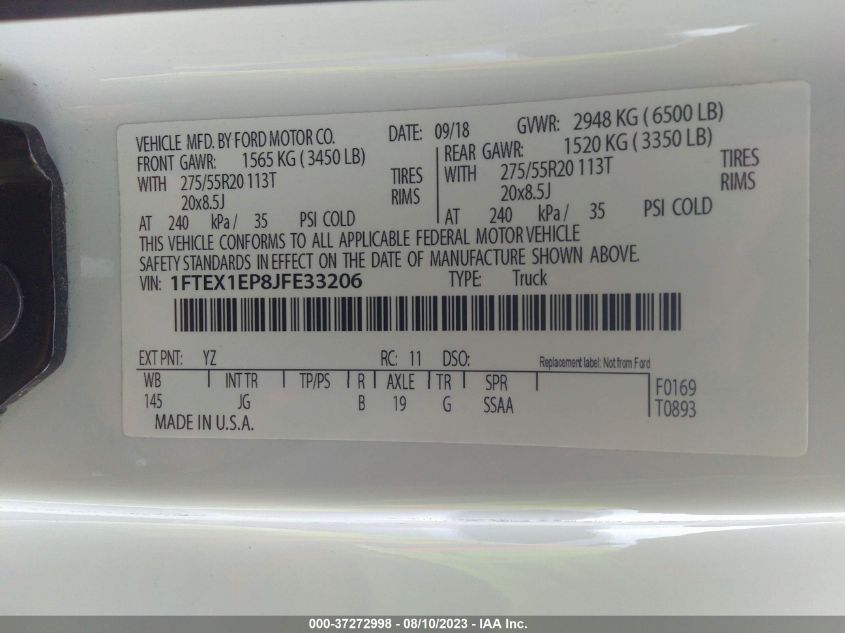 VEHICLE MFD. BY FORD MOTOR CO. DATE: 09/18 GVWR: 2948 KG ( 6500 LB)
FRONT GAWR: 1565 KG ( 3450 LB) REAR GAWR: 1520 KG ( 3350 LB)
WITH 275/55R20 113T TIRES WITH 275/55R20 113T TIRES
20x8.5J RIMS 20x8.5J RIMS
AT 240 kPa / 35 PSI COLD AT 240 kPa / 35 PSI COLD
THIS VEHICLE CONFORMS TO ALL APPLICABLE FEDERAL MOTOR VEHICLE
SAFETY STANDARDS IN EFFECT ON THE DATE OF MANUFACTURE SHOWN ABOVE.
VIN: 1FTEX1EP8JFE33206 TYPE: Truck
EXT PNT: YZ RC: 11 DSO: Replacement label: Not from Ford
WB INT TR TP/PS R AXLE TR SPR F0169
145 JG B 19 G SSAA T0893
MADE IN U.S.A.
000-37272998 - 08/10/2023 - IAA Inc.